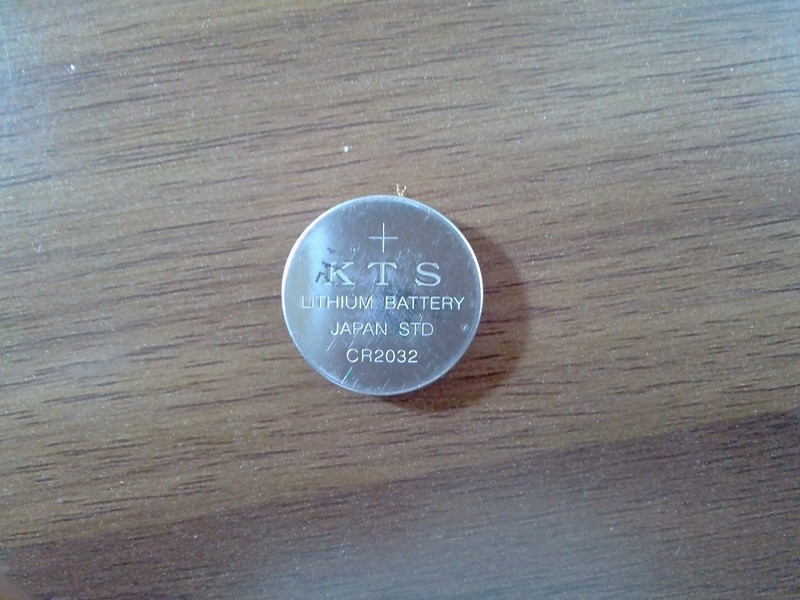 +
KTS
LITHIUM BATTERY
JAPAN STD
CR2032